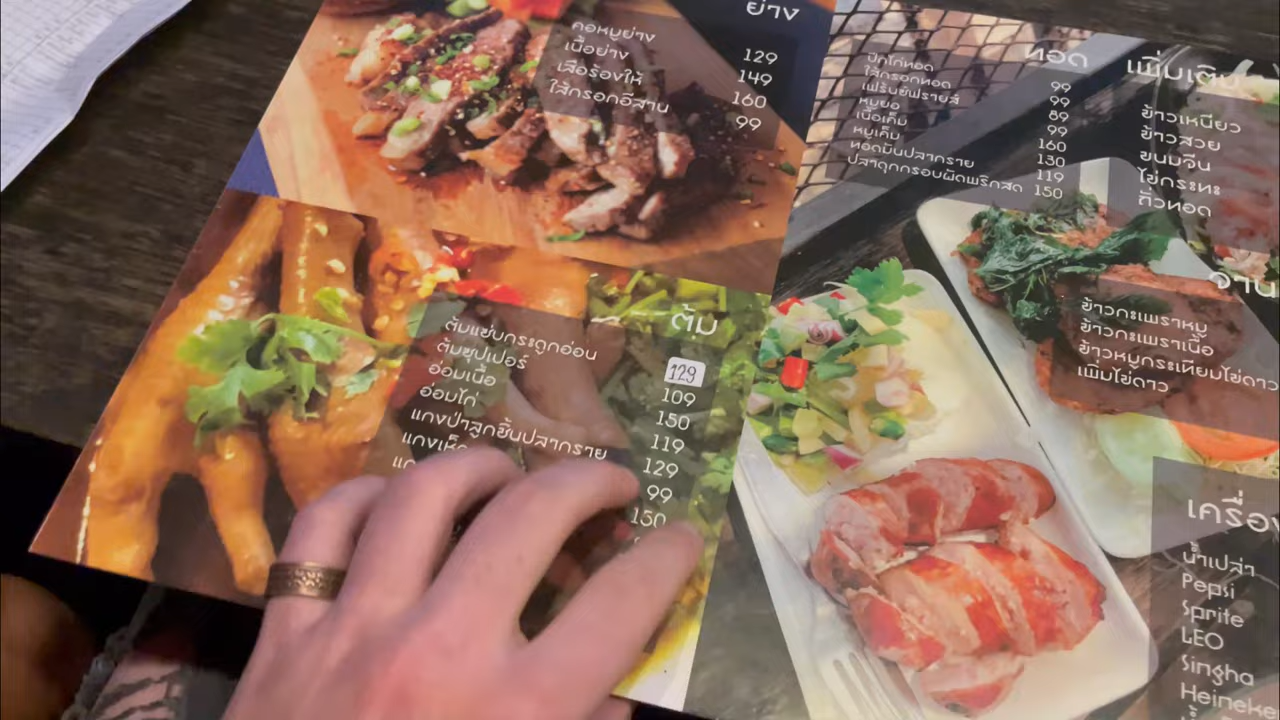 ย่าง
คอหมูย่าง 129
เนื้อย่าง 149
เสือร้องไห้ 160
ไส้กรอกอีสาน 99
ต้ม
ต้มแซ่บกระดูกอ่อน 129
ต้มซุปเปอร์ 109
อ่อมเนื้อ 150
อ่อมไก่ 119
แกงป่าลูกชิ้นปลากราย 129
99
150
ทอด
ปีกไก่ทอด 99
ไส้กรอกทอด 99
เฟร้นช์ฟรายส์ 89
หมูยอ 99
เนื้อเค็ม 160
หมูเค็ม 130
ทอดมันปลากราย 119
ปลาดุกกรอบผัดพริกสด 150
เพิ่มเติม
ข้าวเหนียว
ข้าวสวย
ขนมจีน
ไข่กระทะ
ถั่วทอด
จาน
ข้าวกะเพราหมู
ข้าวกะเพราเนื้อ
ข้าวหมูกระเทียมไข่ดาว
เพิ่มไข่ดาว
น้ำเปล่า
Pepsi
Sprite
LEO
Singha
Heineke